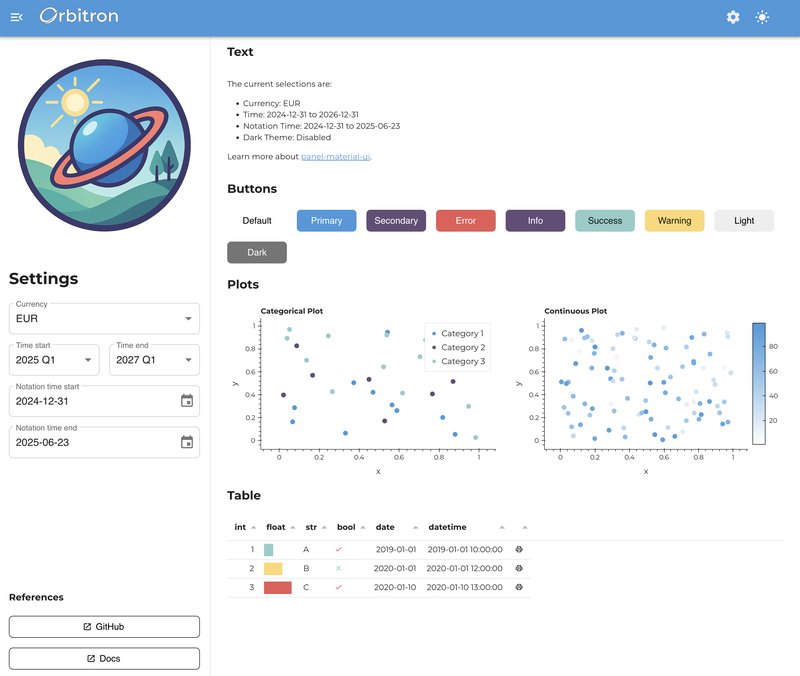 Orbitron
Settings
Currency
EUR
Time start
2025 Q1
Time end
2027 Q1
Notation time start
2024-12-31
Notation time end
2025-06-23
References
GitHub
Docs
Text
The current selections are:
• Currency: EUR
• Time: 2024-12-31 to 2026-12-31
• Notation Time: 2024-12-31 to 2025-06-23
• Dark Theme: Disabled
Learn more about panel-material-ui.
Buttons
Default Primary Secondary Error Info Success Warning Light
Dark
Plots
Categorical Plot
Category 1
Category 2
Category 3
y
1
0.8
0.6
0.4
0.2
0
0 0.2 0.4 0.6 0.8 1
x
Continuous Plot
y
1
0.8
0.6
0.4
0.2
0
0 0.2 0.4 0.6 0.8 1
x
80
60
40
20
Table
int float str bool date datetime
1 A 2019-01-01 2019-01-01 10:00:00
2 B 2020-01-01 2020-01-01 12:00:00
3 C 2020-01-10 2020-01-10 13:00:00